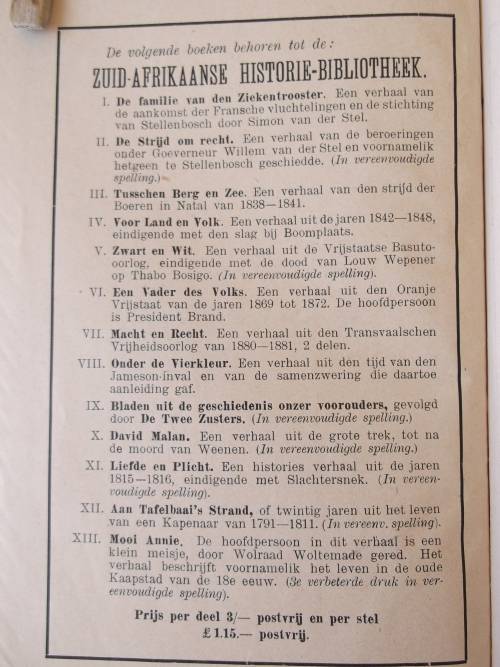 De volgende boeken behoren tot de:
ZUID-AFRIKAANSE HISTORIE-BIBLIOTHEEK.
I. De familie van den Ziekentrooster. Een verhaal van
de aankomst der Fransche vluchtelingen en de stichting
van Stellenbosch door Simon van der Stel.
II. De Strijd om recht. Een verhaal van de beroeringen
onder Goeverneur Willem van der Stel en voornamelik
hetgeen te Stellenbosch geschiedde. (In vereenvoudigde
spelling.)
III. Tusschen Berg en Zee. Een verhaal van den strijd der
Boeren in Natal van 1838—1841.
IV. Voor Land en Volk. Een verhaal uit de jaren 1842—1848,
eindigende met den slag bij Boomplaats.
V. Zwart en Wit. Een verhaal uit de Vrijstaatse Basuto-
oorlog, eindigende met de dood van Louw Wepener
op Thabo Bosigo. (In vereenvoudigde spelling).
VI. Een Vader des Volks. Een verhaal uit den Oranje
Vrijstaat van de jaren 1869 tot 1872. De hoofdpersoon
is President Brand.
VII. Macht en Recht. Een verhaal uit den Transvaalschen
Vrijheidsoorlog van 1880—1881, 2 delen.
VIII. Onder de Vierkleur. Een verhaal uit den tijd van den
Jameson-inval en van de samenzwering die daartoe
aanleiding gaf.
IX. Bladen uit de geschiedenis onzer voorouders, gevolgd
door De Twee Zusters. (In vereenvoudigde spelling.)
X. David Malan. Een verhaal uit de grote trek, tot na
de moord van Weenen. (In vereenvoudigde spelling.)
XI. Liefde en Plicht. Een histories verhaal uit de jaren
1815—1816, eindigende met Slachtersnek. (In vereen-
voudigde spelling).
XII. Aan Tafelbaai's Strand, of twintig jaren uit het leven
van een Kapenaar van 1791—1811. (In vereenv. spelling).
XIII. Mooi Annie. De hoofdpersoon in dit verhaal is een
klein meisje, door Wolraad Woltemade gered. Het
verhaal beschrijft voornamelik het leven in de oude
Kaapstad van de 18e eeuw. (3e verbeterde druk in ver-
eenvoudigde spelling).
Prijs per deel 3/— postvrij en per stel
£1.15.— postvrij.